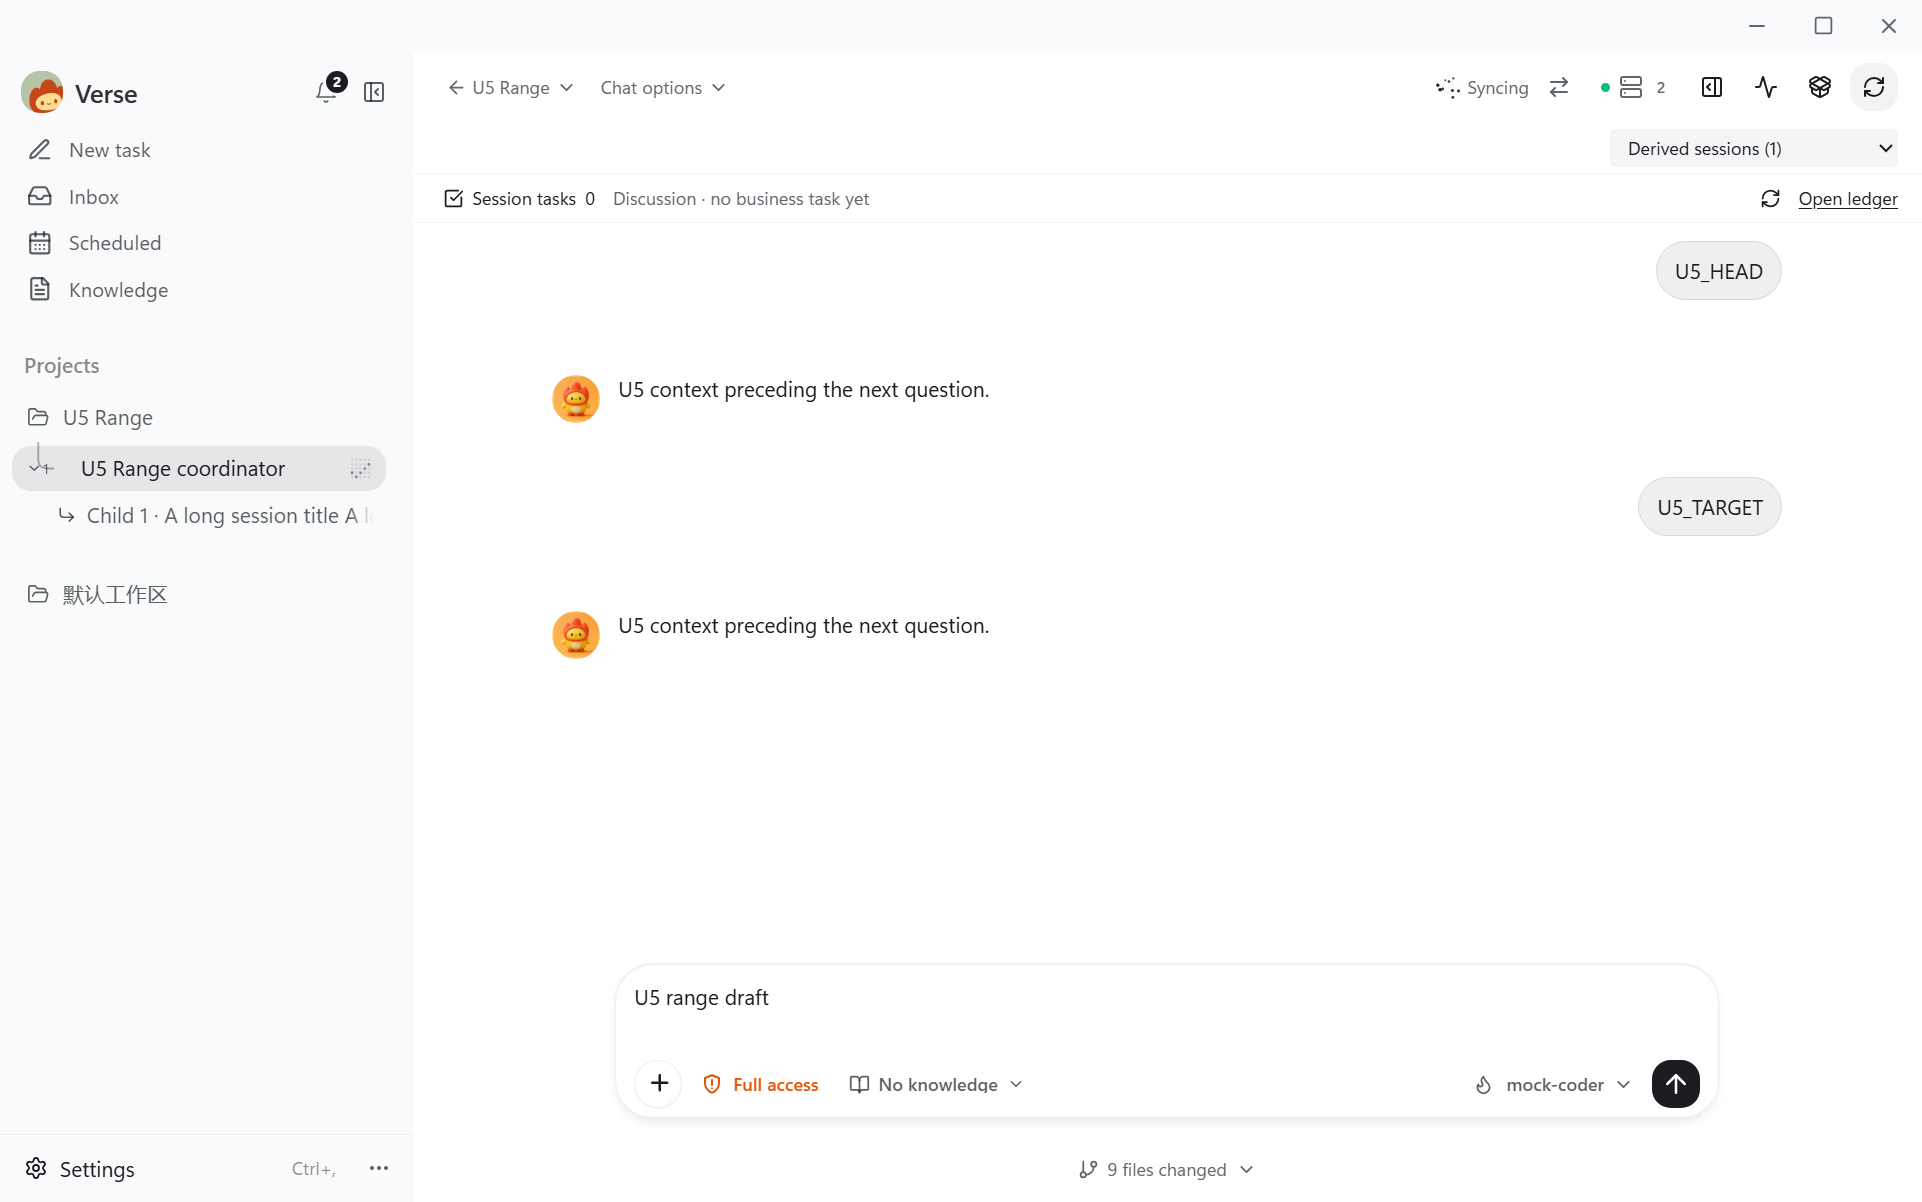 Verse
2
New task
Inbox
Scheduled
Knowledge
Projects
U5 Range
1
U5 Range coordinator
Child 1 · A long session title A l
默认工作区
Settings
Ctrl+,
U5 Range
Chat options
Syncing
2
Derived sessions (1)
Session tasks 0
Discussion · no business task yet
Open ledger
U5_HEAD
U5 context preceding the next question.
U5_TARGET
U5 context preceding the next question.
U5 range draft
Full access
No knowledge
mock-coder
9 files changed